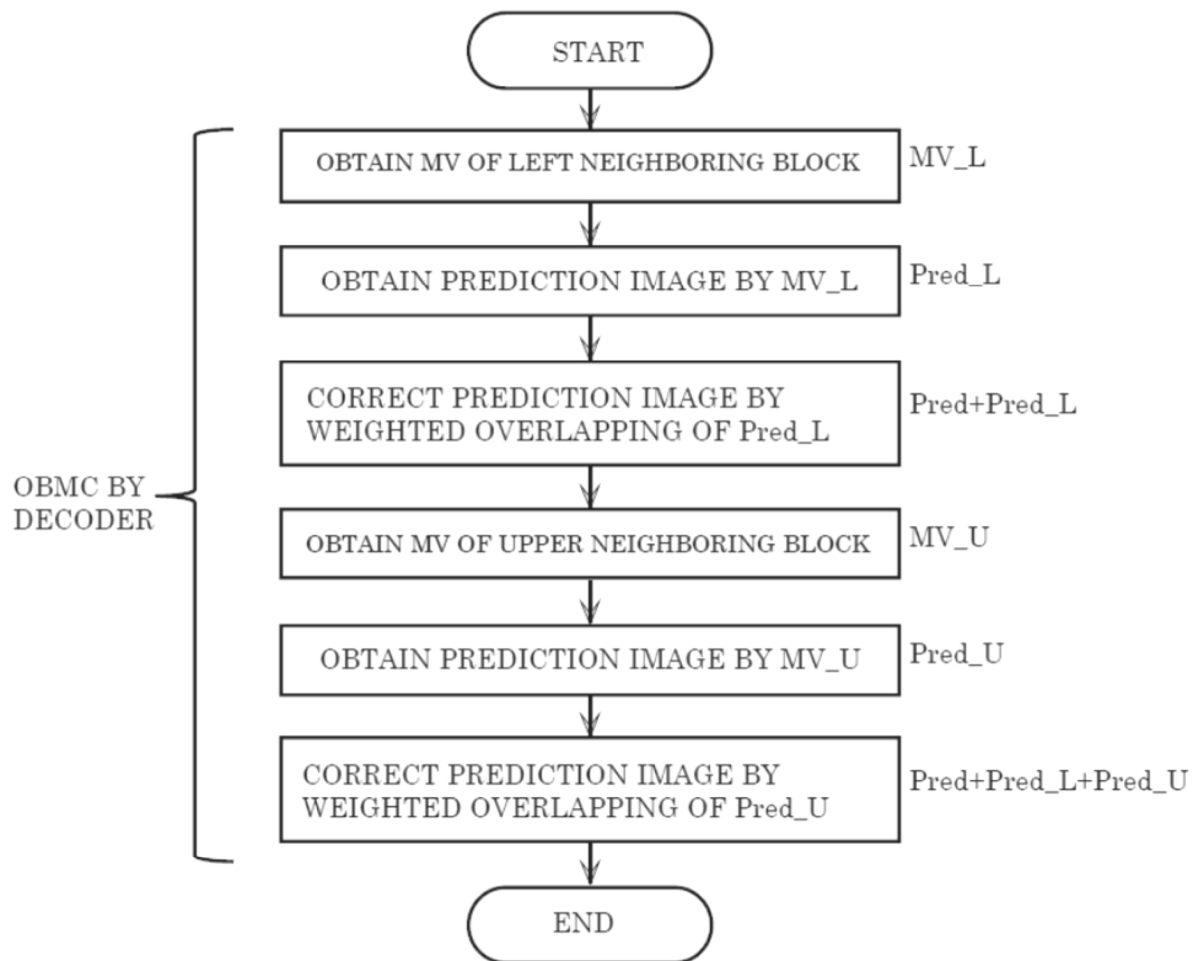 START
OBTAIN MV OF LEFT NEIGHBORING BLOCK
MV_L
OBTAIN PREDICTION IMAGE BY MV_L
Pred_L
CORRECT PREDICTION IMAGE BY
WEIGHTED OVERLAPPING OF Pred_L
Pred+Pred_L
OBMC BY
DECODER
OBTAIN MV OF UPPER NEIGHBORING BLOCK
MV_U
OBTAIN PREDICTION IMAGE BY MV_U
Pred_U
CORRECT PREDICTION IMAGE BY
WEIGHTED OVERLAPPING OF Pred_U
Pred+Pred_L+Pred_U
END